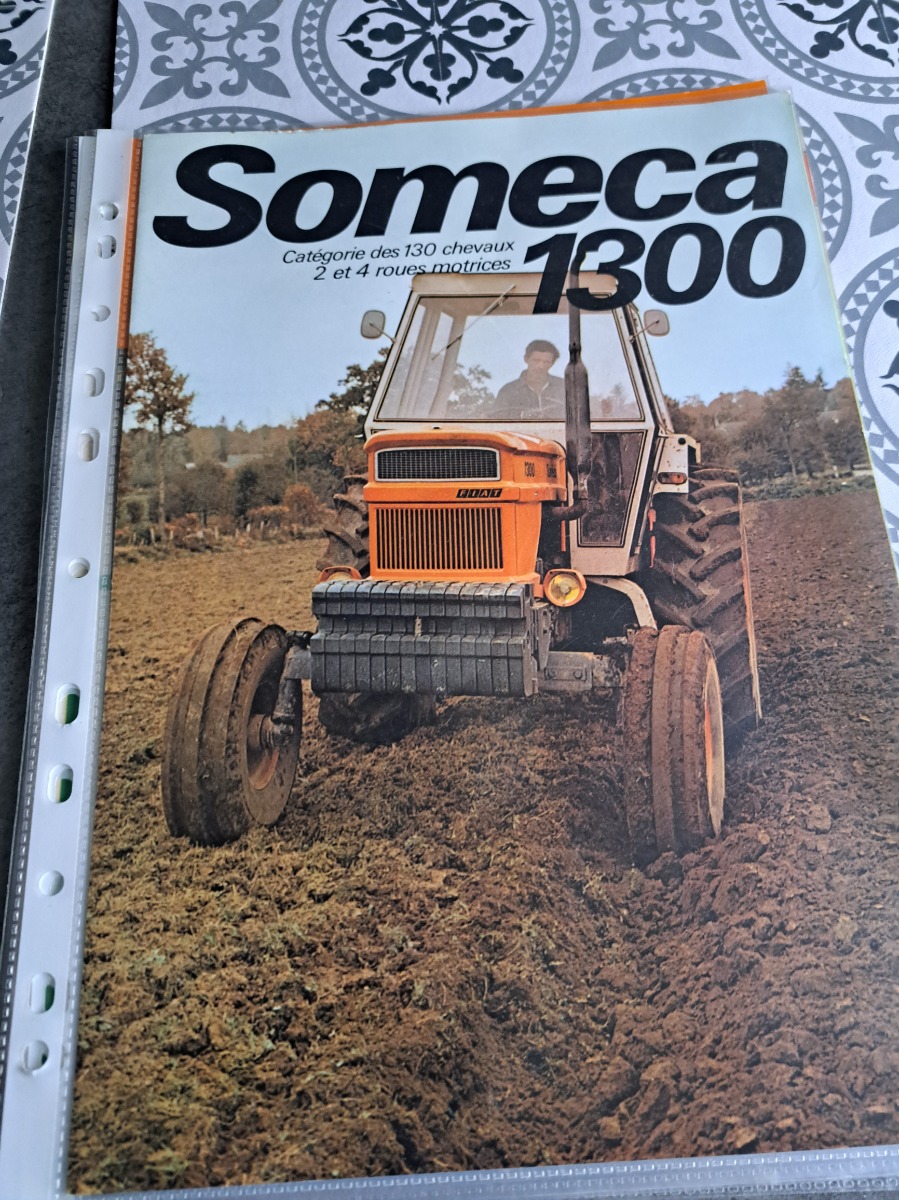 Someca
1300
Catégorie des 130 chevaux
2 et 4 roues motrices
1300
FIAT